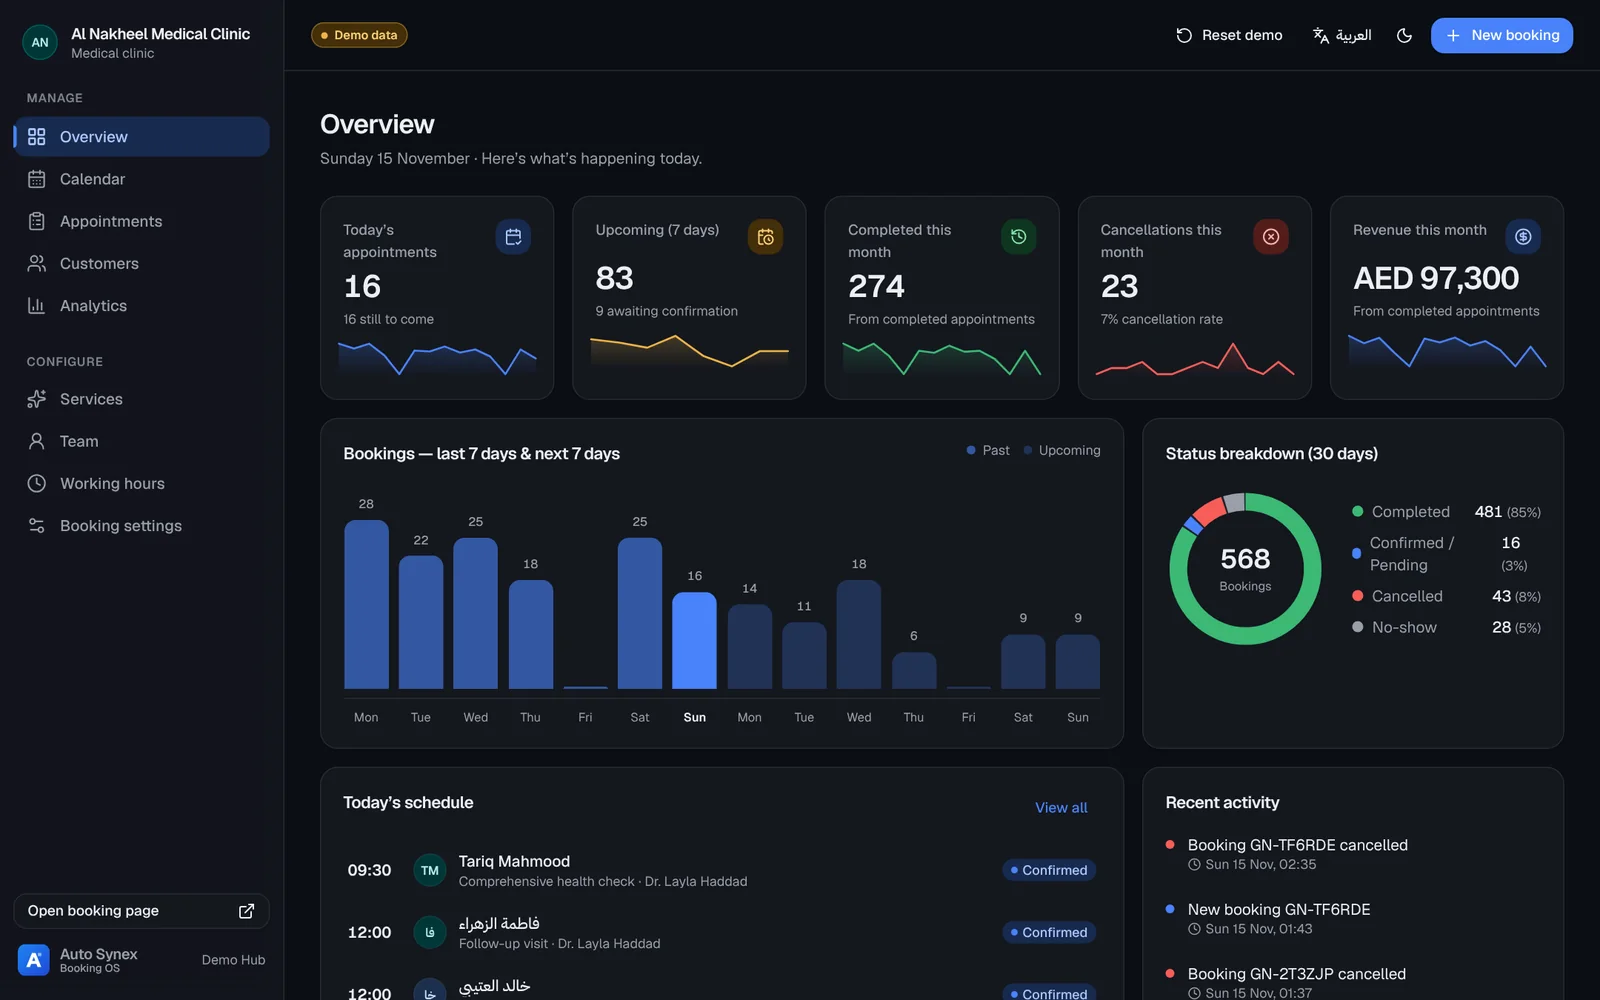 AN
Al Nakheel Medical Clinic
Medical clinic
MANAGE
Overview
Calendar
Appointments
Customers
Analytics
CONFIGURE
Services
Team
Working hours
Booking settings
Open booking page
A
Auto Synex
Booking OS
Demo Hub
Demo data
Reset demo
العربية
New booking
Overview
Sunday 15 November · Here's what's happening today.
Today's
appointments
16
16 still to come
Upcoming (7 days)
83
9 awaiting confirmation
Completed this
month
274
From completed appointments
Cancellations this
month
23
7% cancellation rate
Revenue this month
AED 97,300
From completed appointments
Bookings — last 7 days & next 7 days
Past
Upcoming
28
22
25
18
25
16
14
11
18
6
9
9
Mon
Tue
Wed
Thu
Fri
Sat
Sun
Mon
Tue
Wed
Thu
Fri
Sat
Sun
Status breakdown (30 days)
568
Bookings
Completed 481 (85%)
Confirmed / 16
Pending (3%)
Cancelled 43 (8%)
No-show 28 (5%)
Today's schedule
View all
09:30
TM
Tariq Mahmood
Comprehensive health check · Dr. Layla Haddad
Confirmed
12:00
فا
فاطمة الزهراء
Follow-up visit · Dr. Layla Haddad
Confirmed
12:00
خا
خالد العتيبي
Confirmed
Recent activity
Booking GN-TF6RDE cancelled
Sun 15 Nov, 02:35
New booking GN-TF6RDE
Sun 15 Nov, 01:43
Booking GN-2T3ZJP cancelled
Sun 15 Nov, 01:37